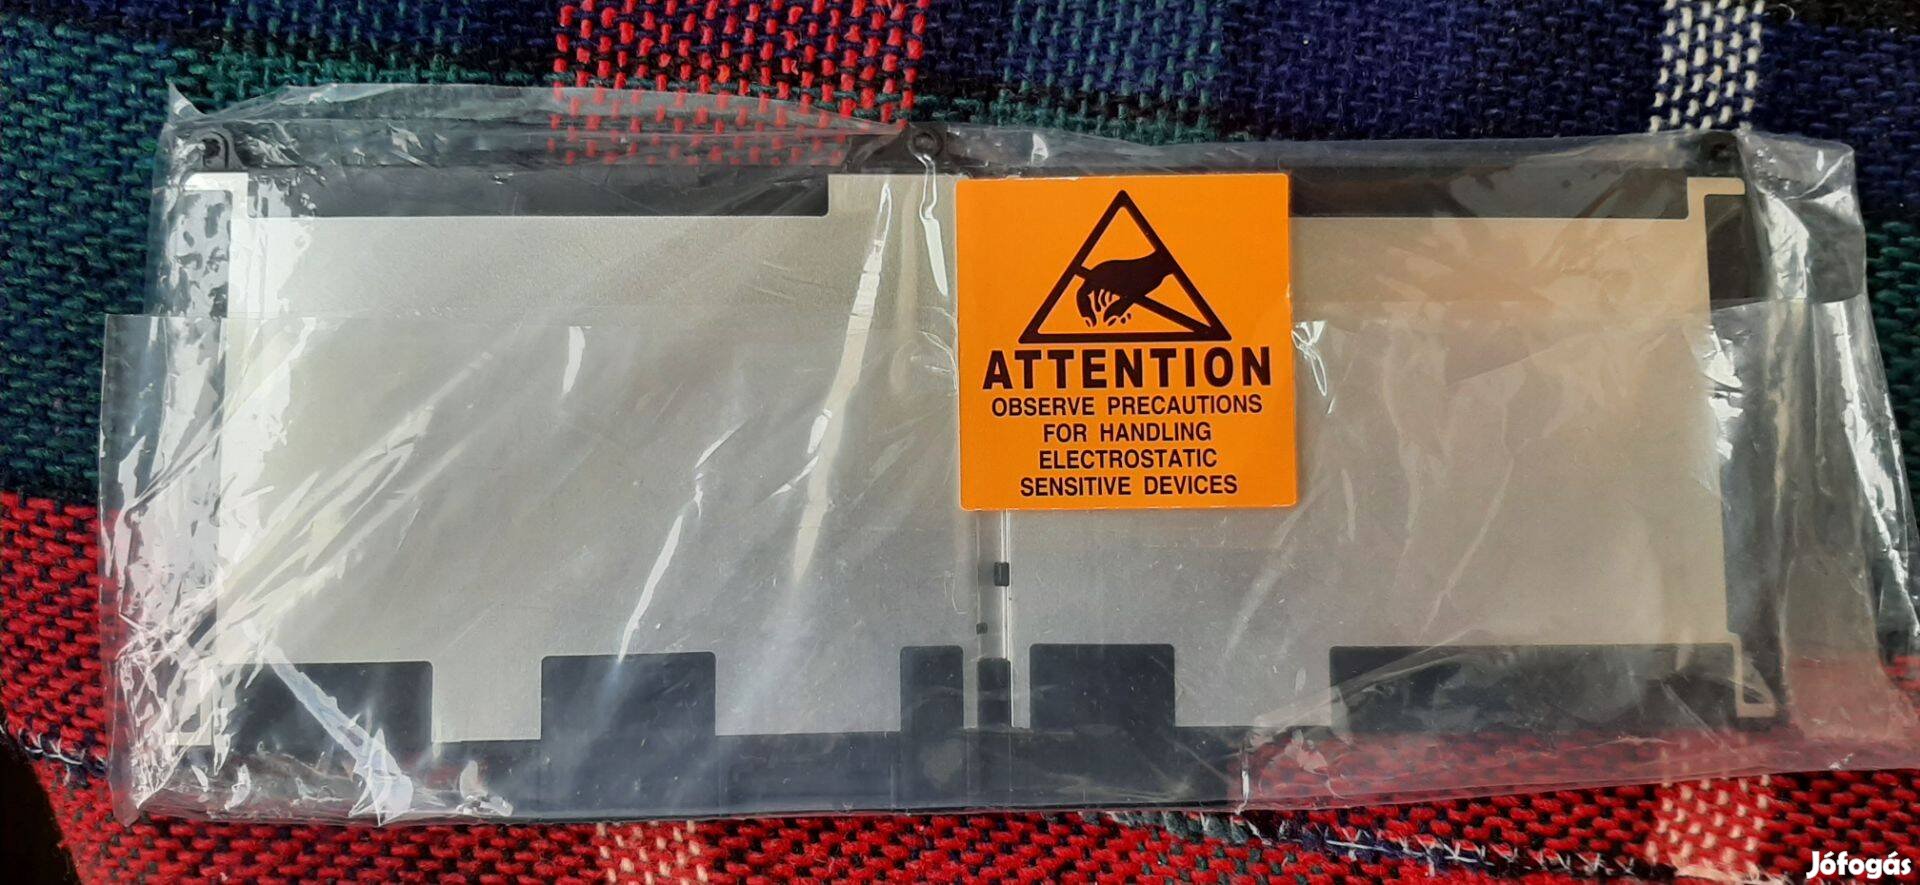 ATTENTION
OBSERVE PRECAUTIONS
FOR HANDLING
ELECTROSTATIC
SENSITIVE DEVICES
Jófogás